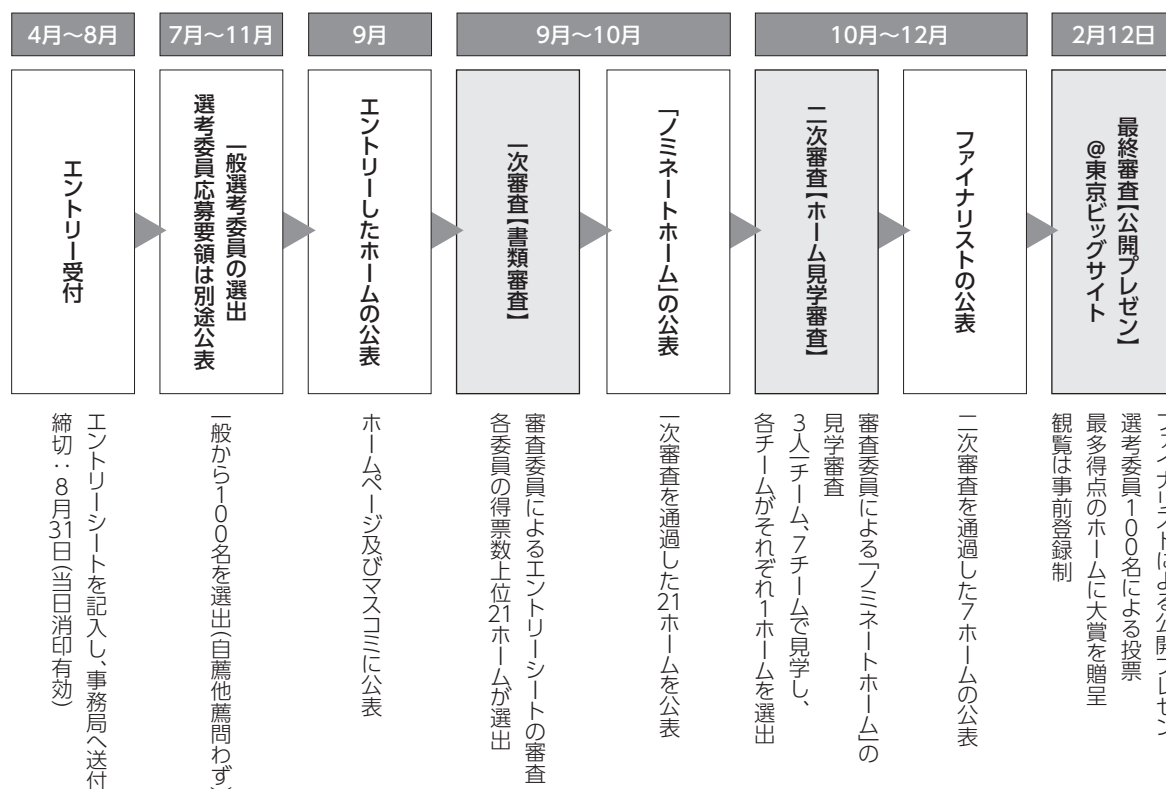 4月〜8月
7月〜11月
9月
9月〜10月
10月〜12月
2月12日
エントリー受付
一般選考委員の選出
選考委員応募要領は別途公表
エントリーしたホームの公表
一次審査【書類審査】
「ノミネートホーム」の公表
二次審査【ホーム見学審査】
ファイナリストの公表
最終審査【公開プレゼン】
@東京ビッグサイト
エントリーシートを記入し、事務局へ送付
締切：8月31日（当日消印有効）
一般から100名を選出（自薦他薦問わず）
ホームページ及びマスコミに公表
審査委員によるエントリーシートの審査
各委員の得票数上位21ホームが選出
一次審査を通過した21ホームを公表
審査委員による「ノミネートホーム」の
見学審査
3人一チーム、7チームで見学し、
各チームがそれぞれ1ホームを選出
二次審査を通過した7ホームの公表
ファイナリストによる公開プレゼン
選考委員100名による投票
最多得点のホームに大賞を贈呈
観覧は事前登録制